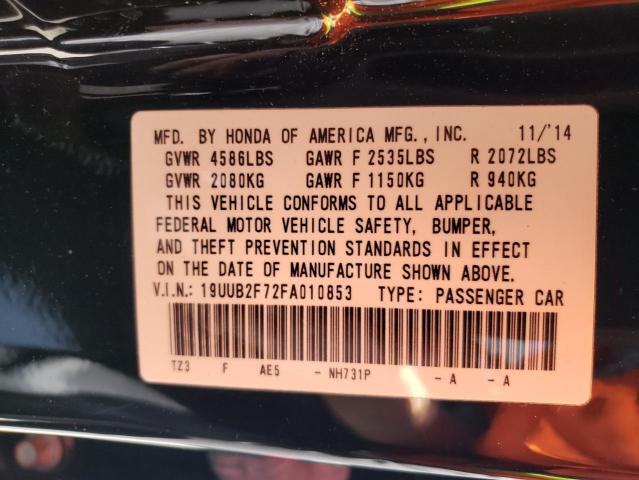 MFD. BY HONDA OF AMERICA MFG., INC. 11/'14
GVWR 4586LBS GAWR F 2535LBS R 2072LBS
GVWR 2080KG GAWR F 1150KG R 940KG
THIS VEHICLE CONFORMS TO ALL APPLICABLE
FEDERAL MOTOR VEHICLE SAFETY, BUMPER,
AND THEFT PREVENTION STANDARDS IN EFFECT
ON THE DATE OF MANUFACTURE SHOWN ABOVE.
V.I.N.: 19UUB2F72FA010853 TYPE: PASSENGER CAR
TZ3 F AE5 - NH731P - A - A